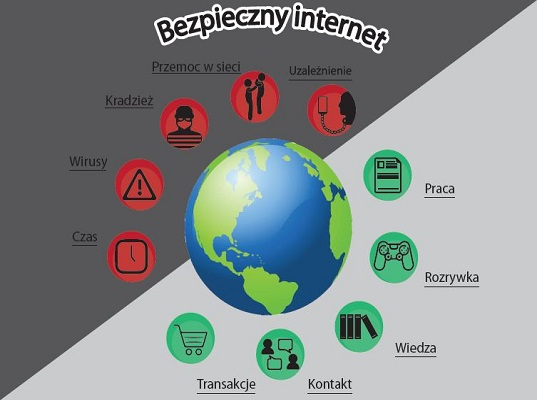 Bezpieczny internet
Przemoc w sieci
Uzależnienie
Kradzież
Wirusy
Praca
Czas
Rozrywka
Wiedza
Transakcje
Kontakt